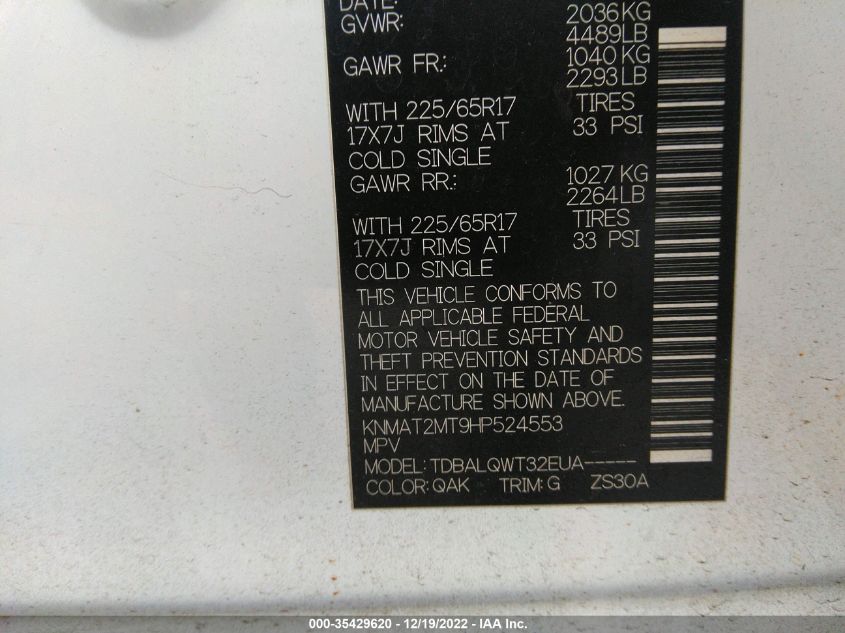 DATE:
GVWR: 2036KG
4489LB
GAWR FR.: 1040KG
2293LB
WITH 225/65R17 TIRES
17X7J RIMS AT 33 PSI
COLD SINGLE
GAWR RR.: 1027KG
2264LB
WITH 225/65R17 TIRES
17X7J RIMS AT 33 PSI
COLD SINGLE
THIS VEHICLE CONFORMS TO
ALL APPLICABLE FEDERAL
MOTOR VEHICLE SAFETY AND
THEFT PREVENTION STANDARDS
IN EFFECT ON THE DATE OF
MANUFACTURE SHOWN ABOVE.
KNMAT2MT9HP524553
MPV
MODEL:TDBALQWT32EUA-----
COLOR:QAK TRIM:G ZS30A
000-35429620 - 12/19/2022 - IAA Inc.